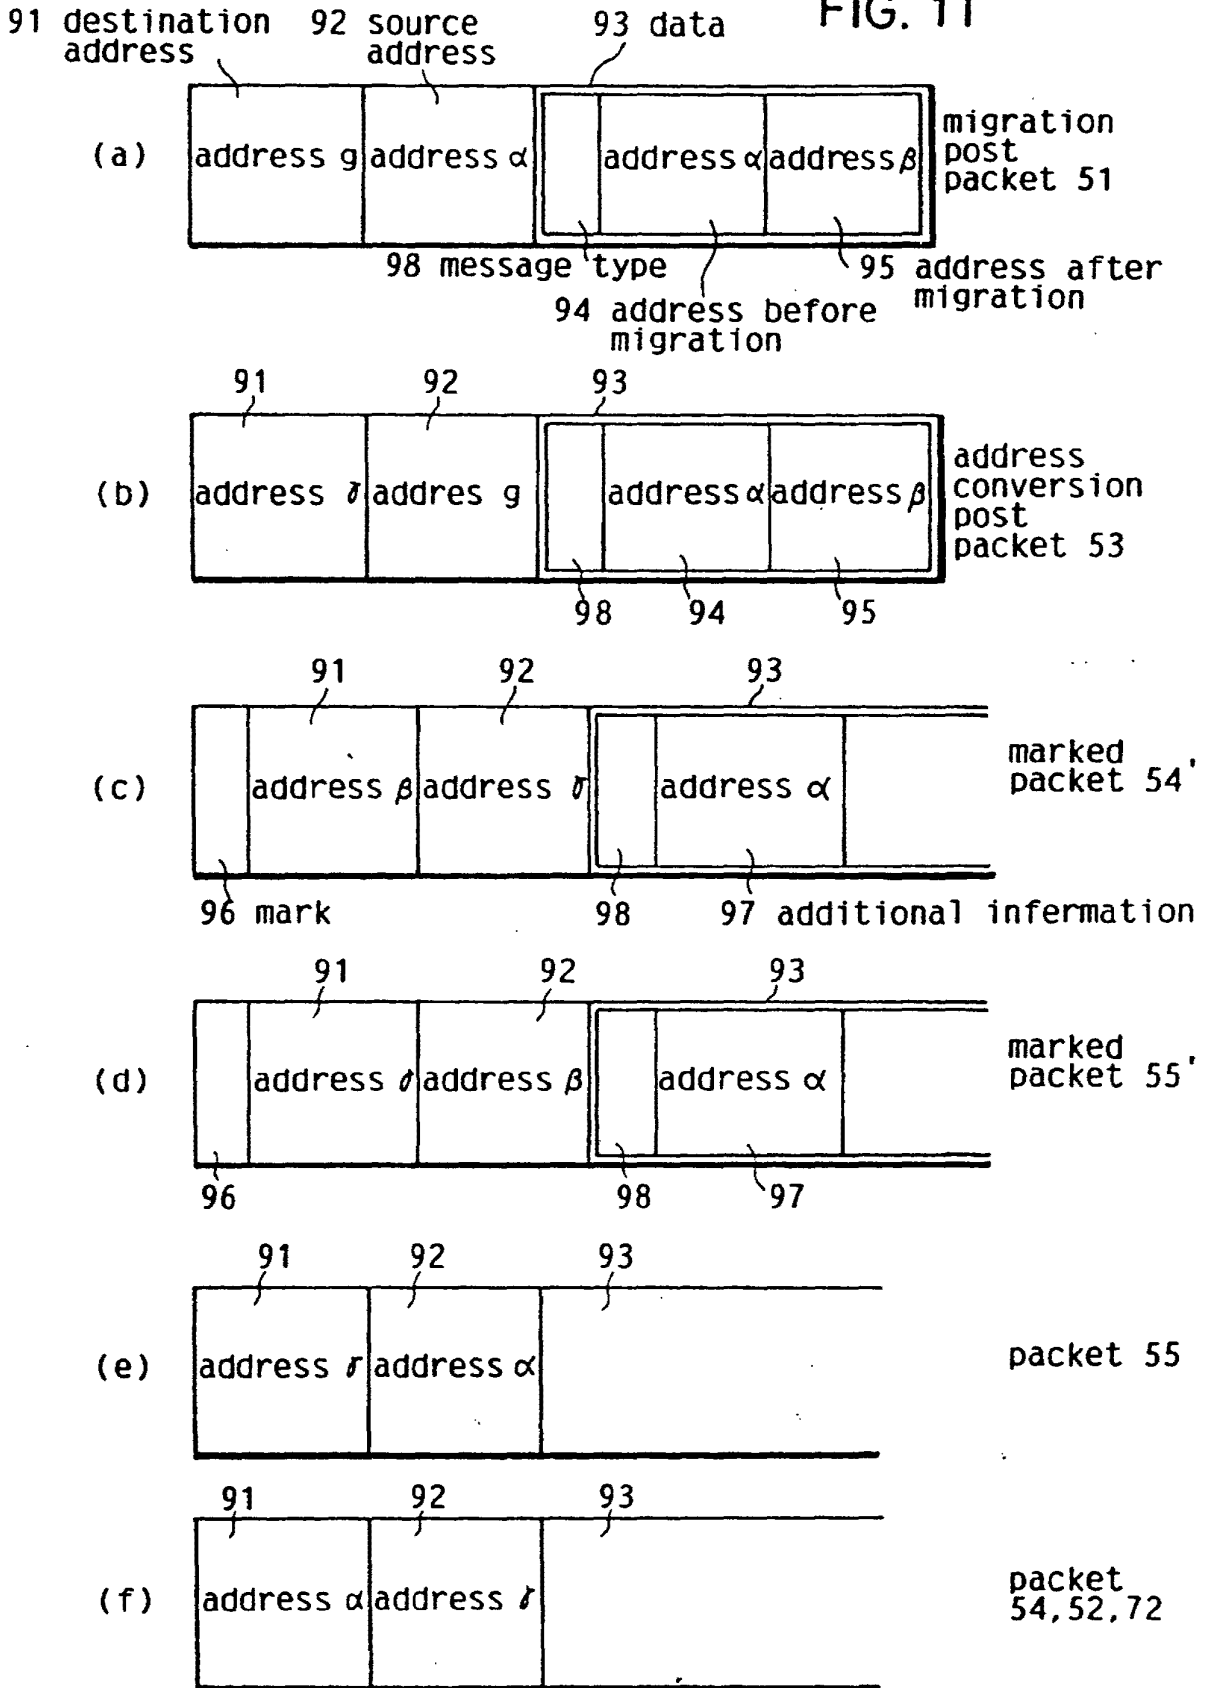 FIG. 11
91 destination address
92 source address
93 data
(a)
address g
address α
address α
address β
migration
post
packet 51
98 message type
94 address before
migration
95 address after
migration
91
92
93
(b)
address γ
addres g
address α
address β
address
conversion
post
packet 53
98
94
95
91
92
93
(c)
address β
address γ
address α
marked
packet 54'
96 mark
98
97 additional infermation
91
92
93
(d)
address γ
address β
address α
marked
packet 55'
96
98
97
91
92
93
(e)
address γ
address α
packet 55
91
92
93
(f)
address α
address γ
packet
54,52,72